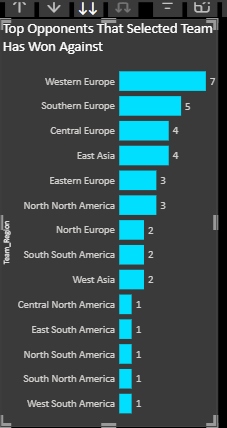 Top Opponents That Selected Team
Has Won Against
Team_Region
Western Europe 7
Southern Europe 5
Central Europe 4
East Asia 4
Eastern Europe 3
North North America 3
North Europe 2
South South America 2
West Asia 2
Central North America 1
East South America 1
North South America 1
South North America 1
West South America 1